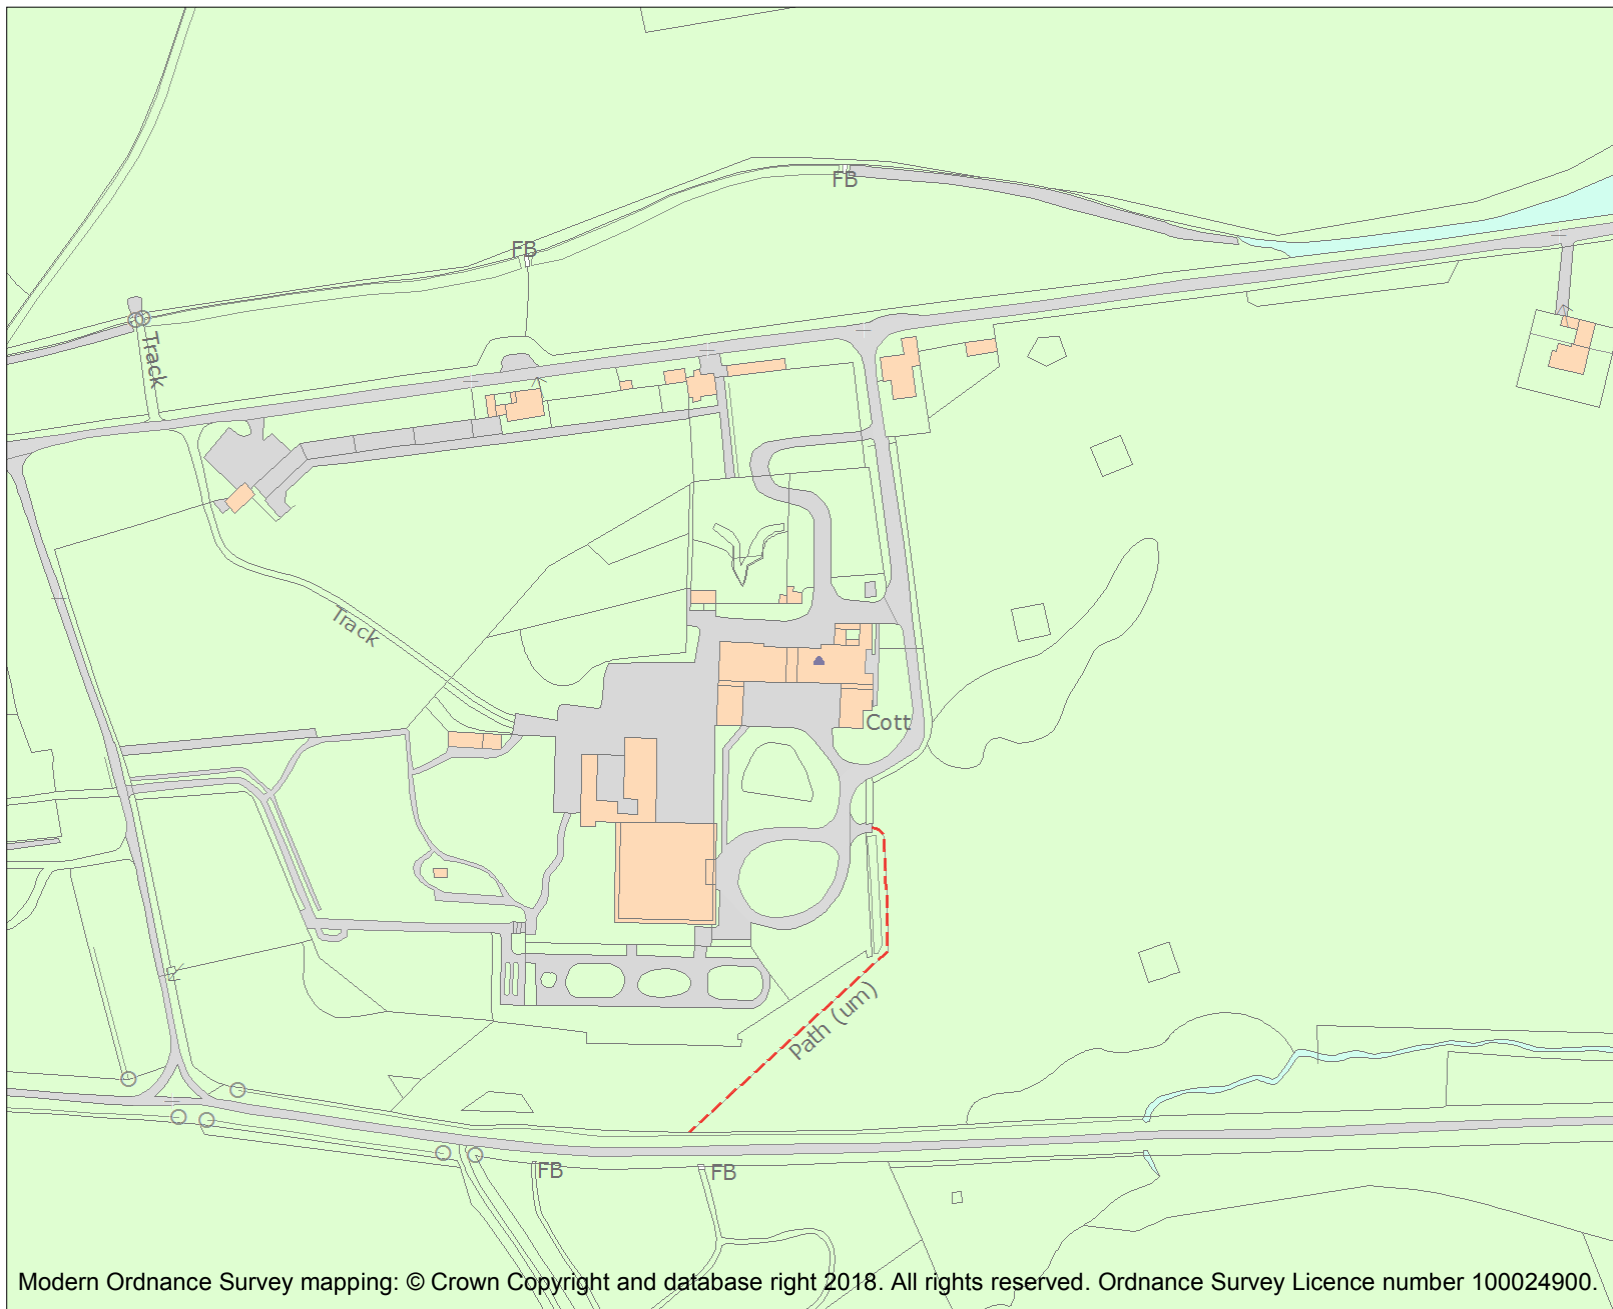 FB
FB
Track
Track
Cott
Path (um)
FB
FB
Modern Ordnance Survey mapping: © Crown Copyright and database right 2018. All rights reserved. Ordnance Survey Licence number 100024900.